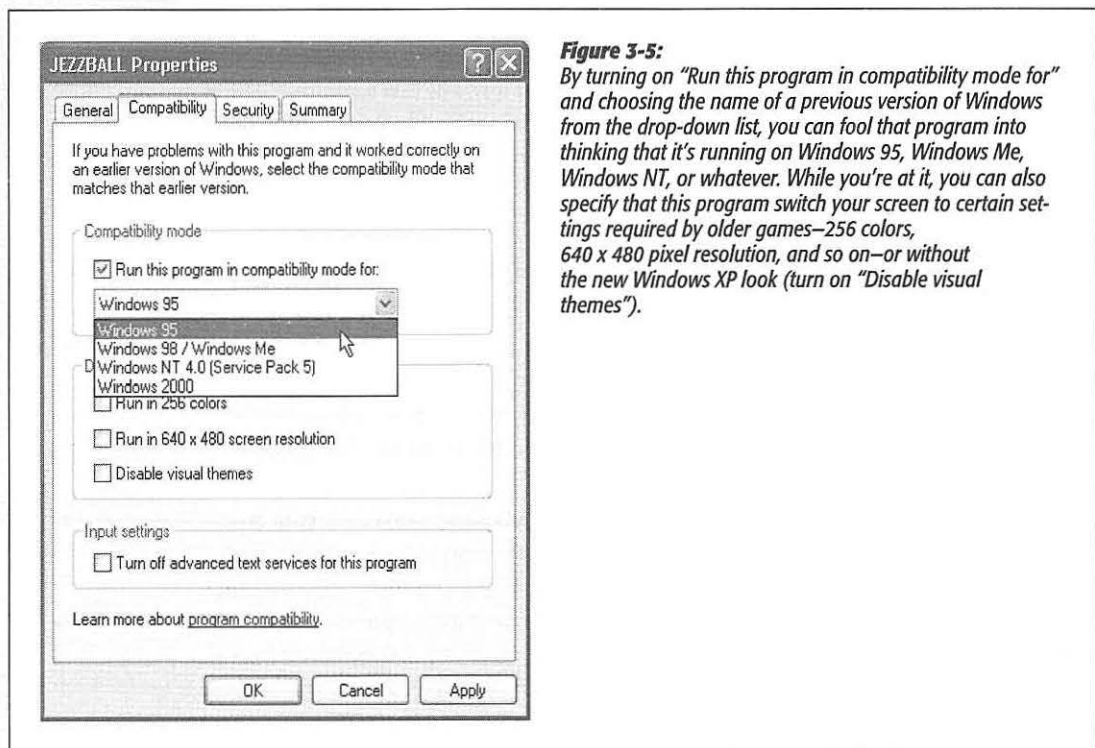 JEZZBALL Properties
General Compatibility Security Summary
If you have problems with this program and it worked correctly on
an earlier version of Windows, select the compatibility mode that
matches that earlier version.
Compatibility mode
Run this program in compatibility mode for:
Windows 95
Windows 95
Windows 98 / Windows Me
Windows NT 4.0 (Service Pack 5)
Windows 2000
D
Run in 256 colors
Run in 640 x 480 screen resolution
Disable visual themes
Input settings
Turn off advanced text services for this program
Learn more about program compatibility.
OK Cancel Apply
Figure 3-5:
By turning on “Run this program in compatibility mode for”
and choosing the name of a previous version of Windows
from the drop-down list, you can fool that program into
thinking that it's running on Windows 95, Windows Me,
Windows NT, or whatever. While you're at it, you can also
specify that this program switch your screen to certain set-
tings required by older games—256 colors,
640 x 480 pixel resolution, and so on—or without
the new Windows XP look (turn on “Disable visual
themes”).